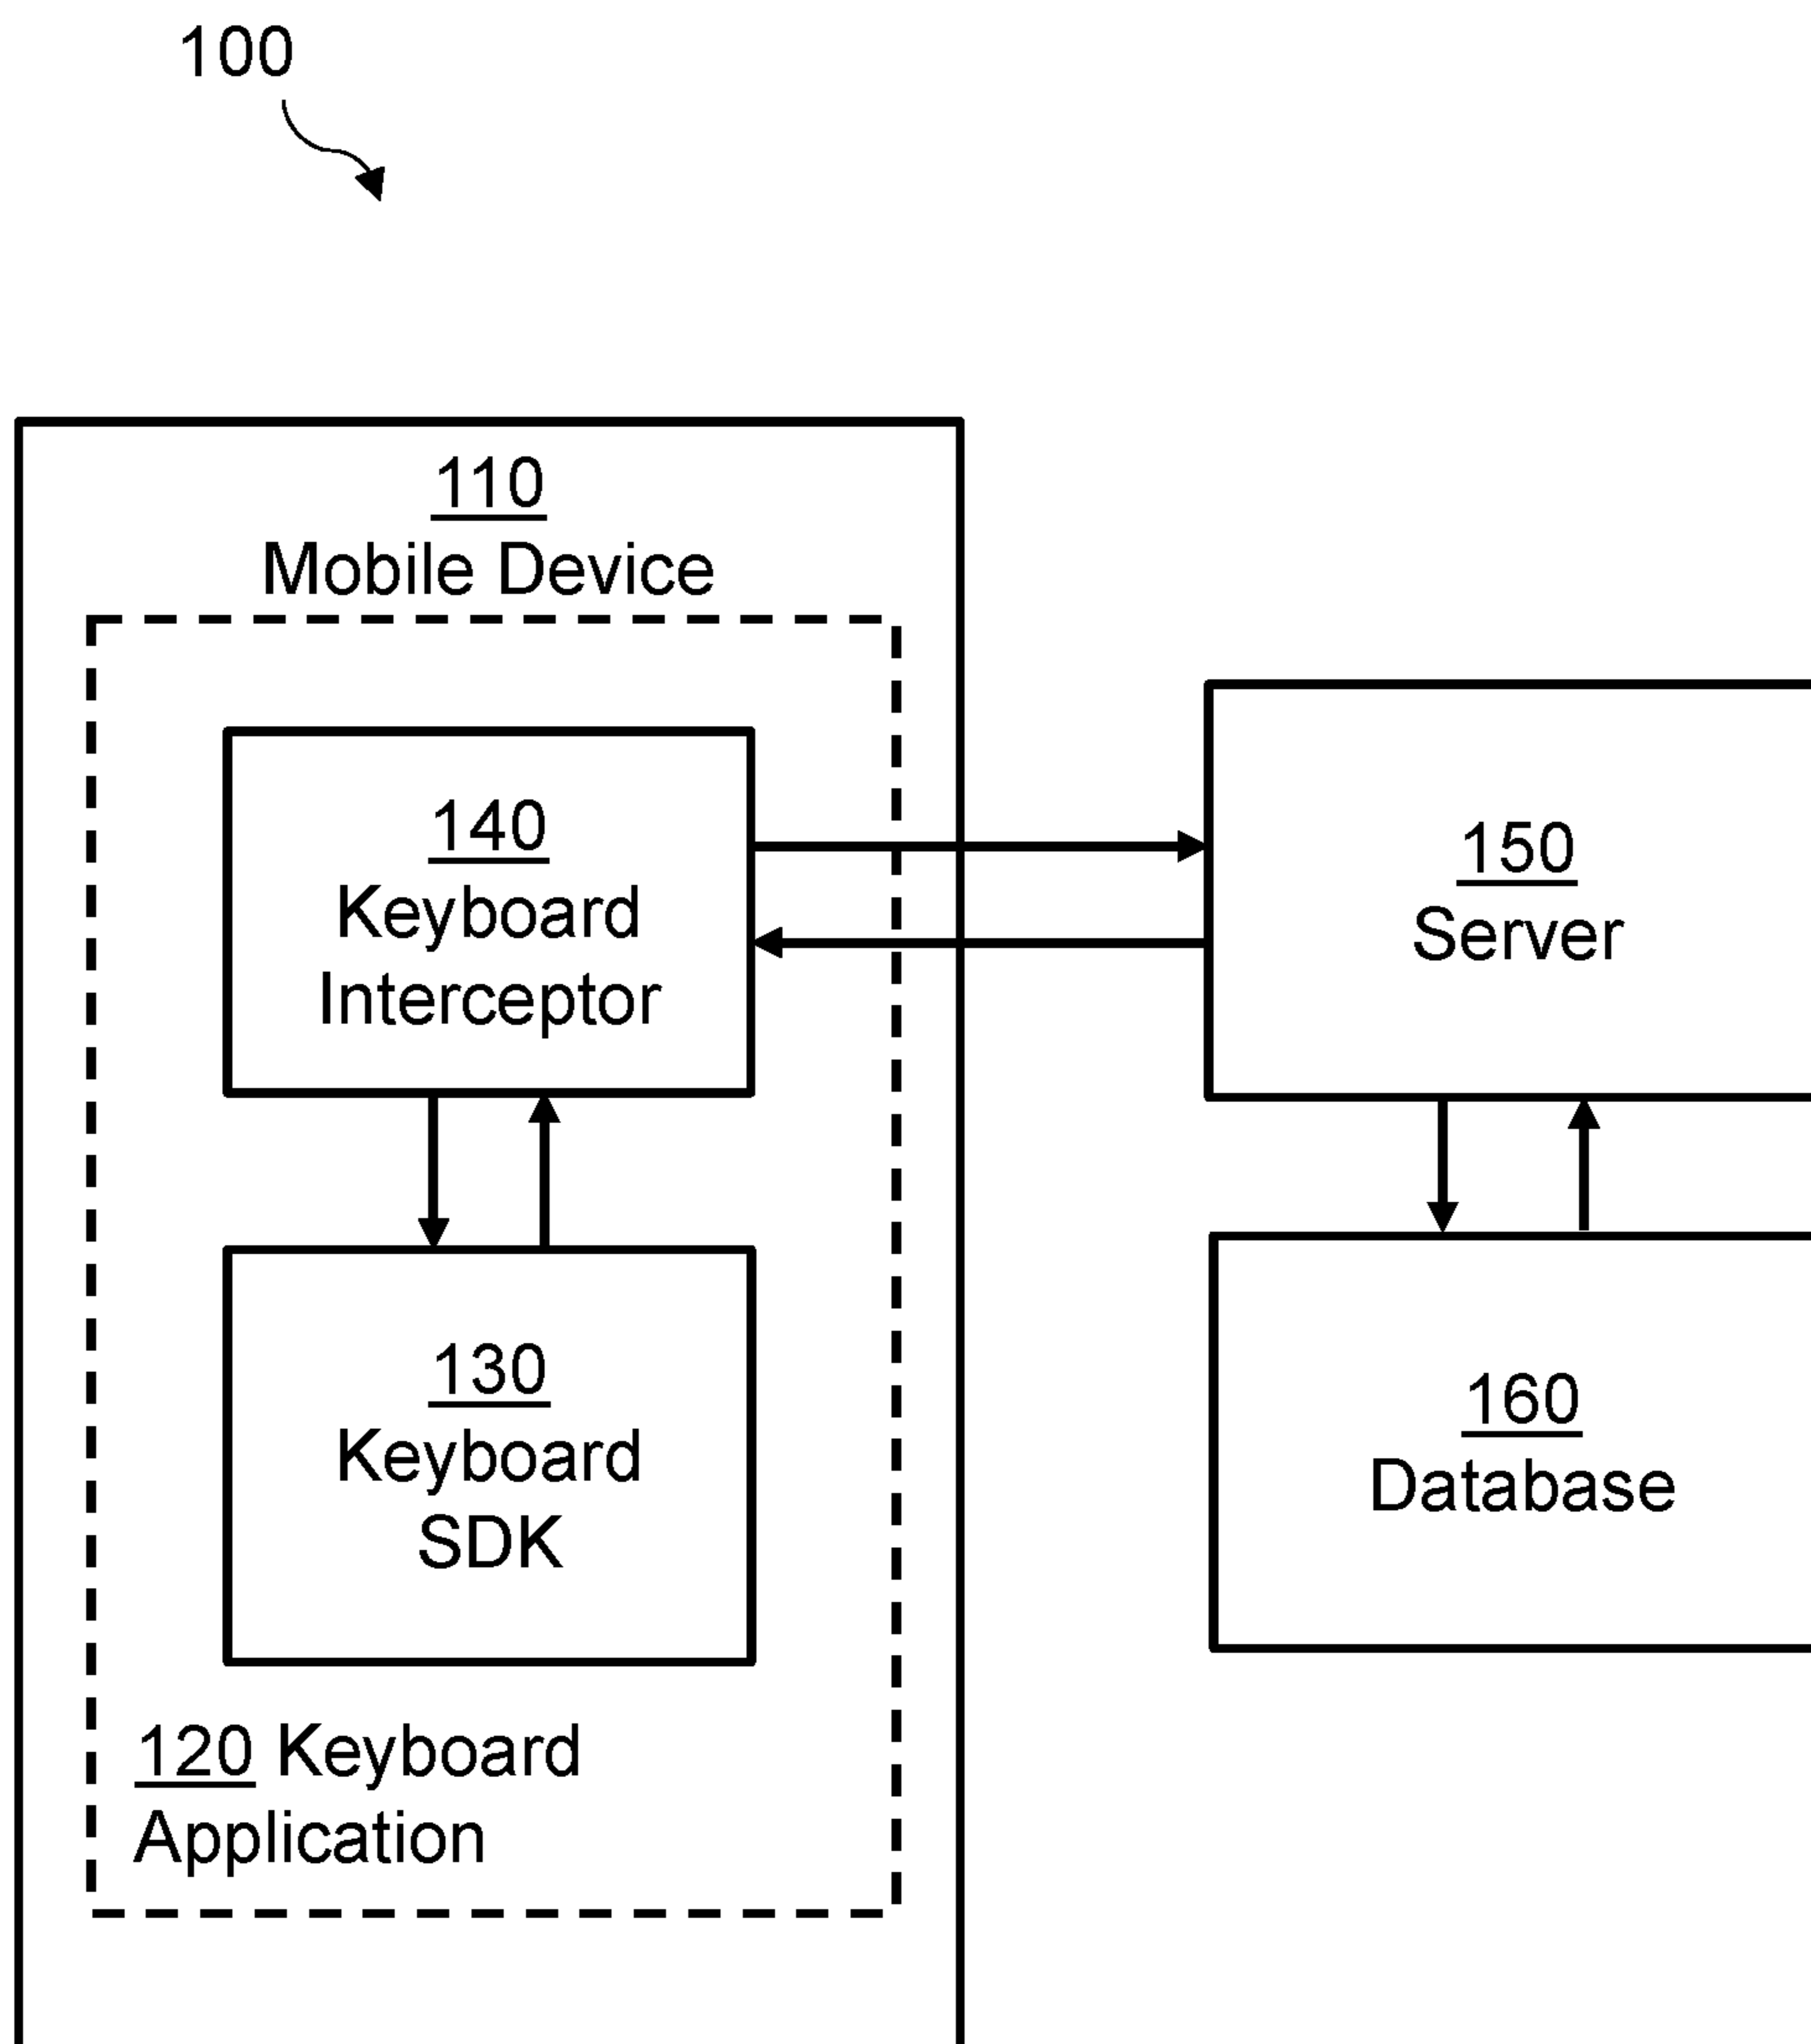 100
110
Mobile Device
140
Keyboard
Interceptor
130
Keyboard
SDK
120 Keyboard
Application
150
Server
160
Database